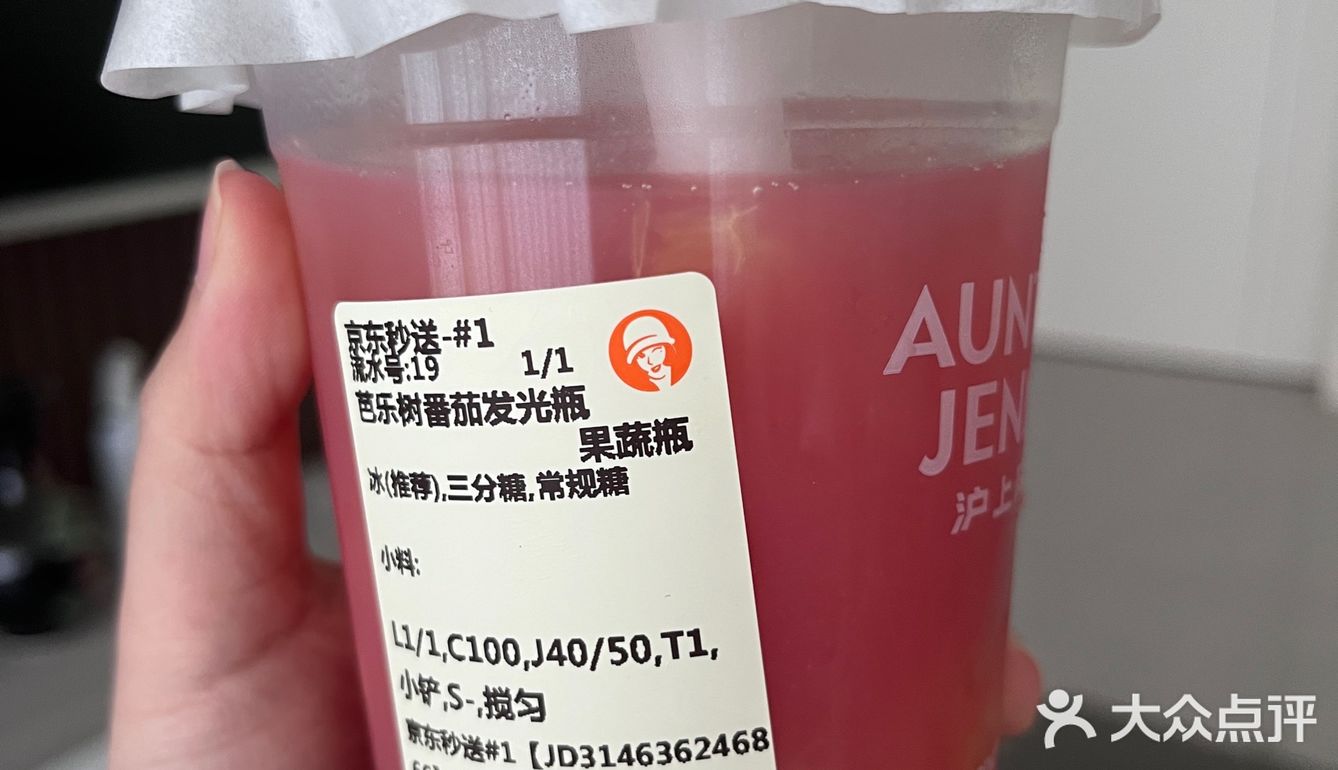 京东秒送-#1
流水号:19 1/1
芭乐树番茄发光瓶
果蔬瓶
冰(推荐),三分糖,常规糖
小料:
L1/1,C100,J40/50,T1,
小铲,S-,搅匀
京东秒送#1【JD3146362468
AUN
JEN
沪上
大众点评